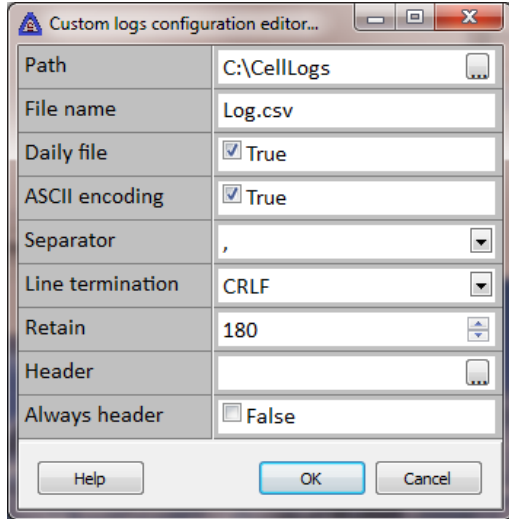 Custom logs configuration editor...
Path C:\CellLogs ...
File name Log.csv
Daily file True
ASCII encoding True
Separator ,
Line termination CRLF
Retain 180
Header ...
Always header False
Help OK Cancel